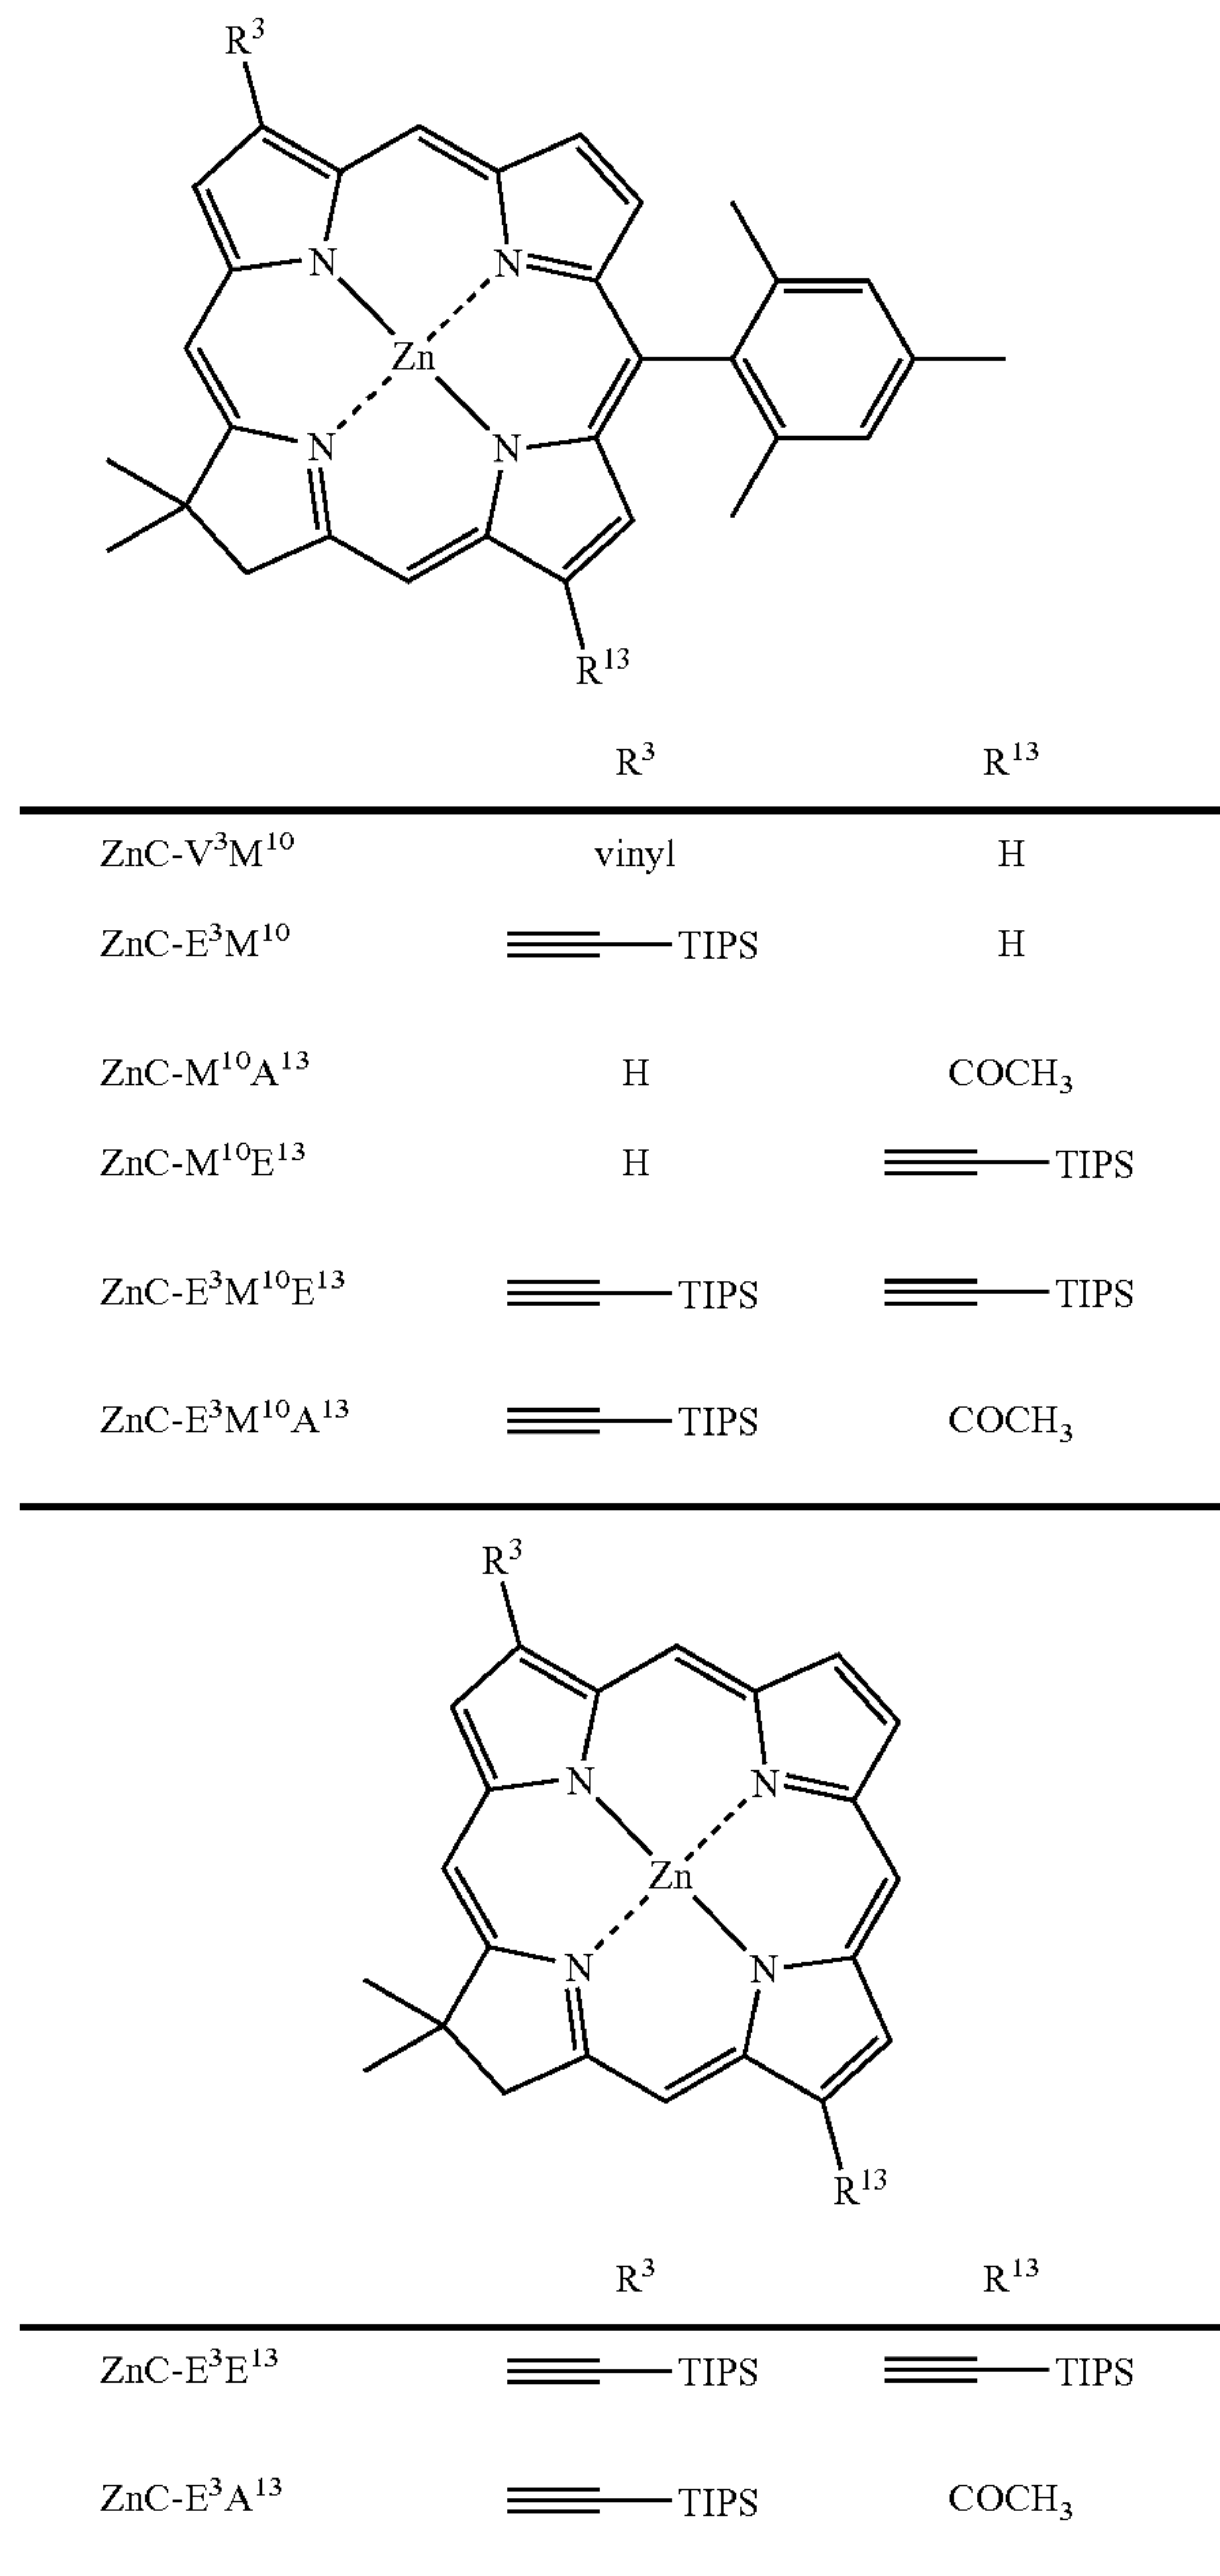 R³
N N
Zn
N N
R¹³
R³ R¹³
ZnC-V³M¹⁰ vinyl H
ZnC-E³M¹⁰ TIPS H
ZnC-M¹⁰A¹³ H COCH₃
ZnC-M¹⁰E¹³ H TIPS
ZnC-E³M¹⁰E¹³ TIPS TIPS
ZnC-E³M¹⁰A¹³ TIPS COCH₃
R³
N N
Zn
N N
R¹³
R³ R¹³
ZnC-E³E¹³ TIPS TIPS
ZnC-E³A¹³ TIPS COCH₃